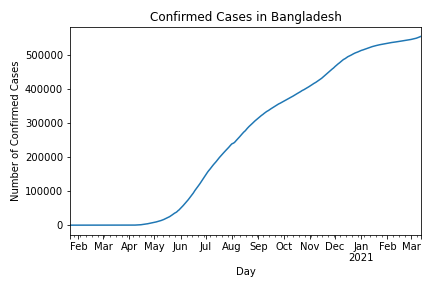 Confirmed Cases in Bangladesh
Number of Confirmed Cases
500000
400000
300000
200000
100000
0
Feb Mar Apr May Jun Jul Aug Sep Oct Nov Dec Jan Feb Mar
2021
Day